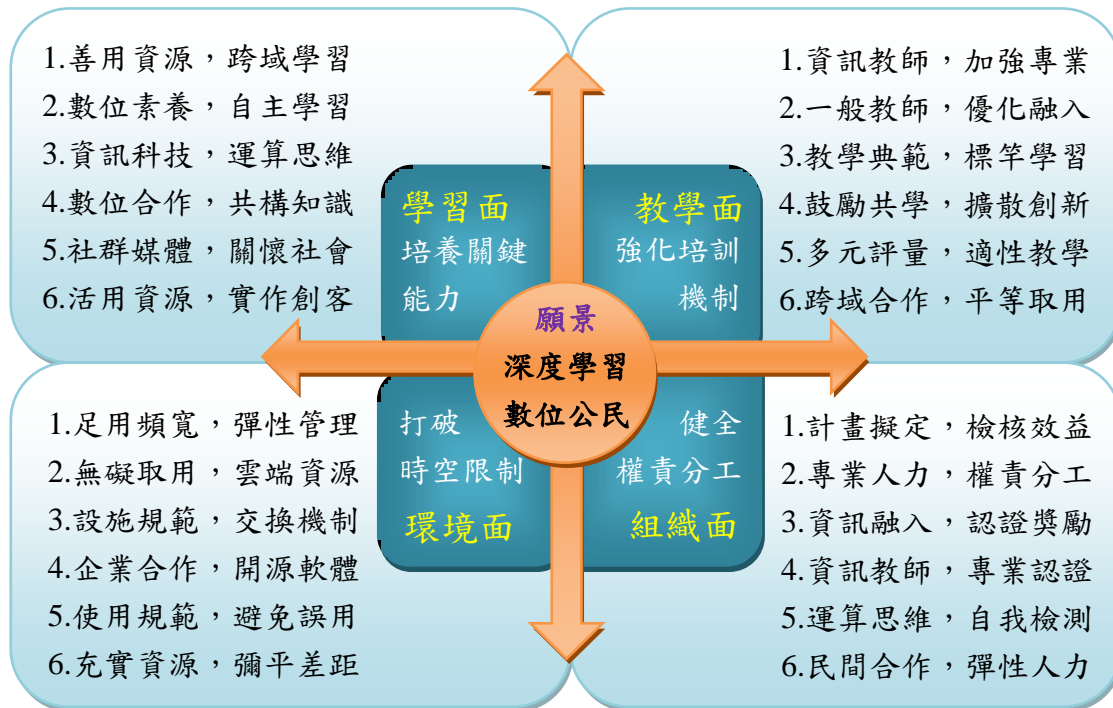 1.善用資源，跨域學習
2.數位素養，自主學習
3.資訊科技，運算思維
4.數位合作，共構知識
5.社群媒體，關懷社會
6.活用資源，實作創客
1.資訊教師，加強專業
2.一般教師，優化融入
3.教學典範，標竿學習
4.鼓勵共學，擴散創新
5.多元評量，適性教學
6.跨域合作，平等取用
學習面
培養關鍵
能力
教學面
強化培訓
機制
願景
深度學習
數位公民
打破
時空限制
環境面
健全
權責分工
組織面
1.足用頻寬，彈性管理
2.無礙取用，雲端資源
3.設施規範，交換機制
4.企業合作，開源軟體
5.使用規範，避免誤用
6.充實資源，彌平差距
1.計畫擬定，檢核效益
2.專業人力，權責分工
3.資訊融入，認證獎勵
4.資訊教師，專業認證
5.運算思維，自我檢測
6.民間合作，彈性人力